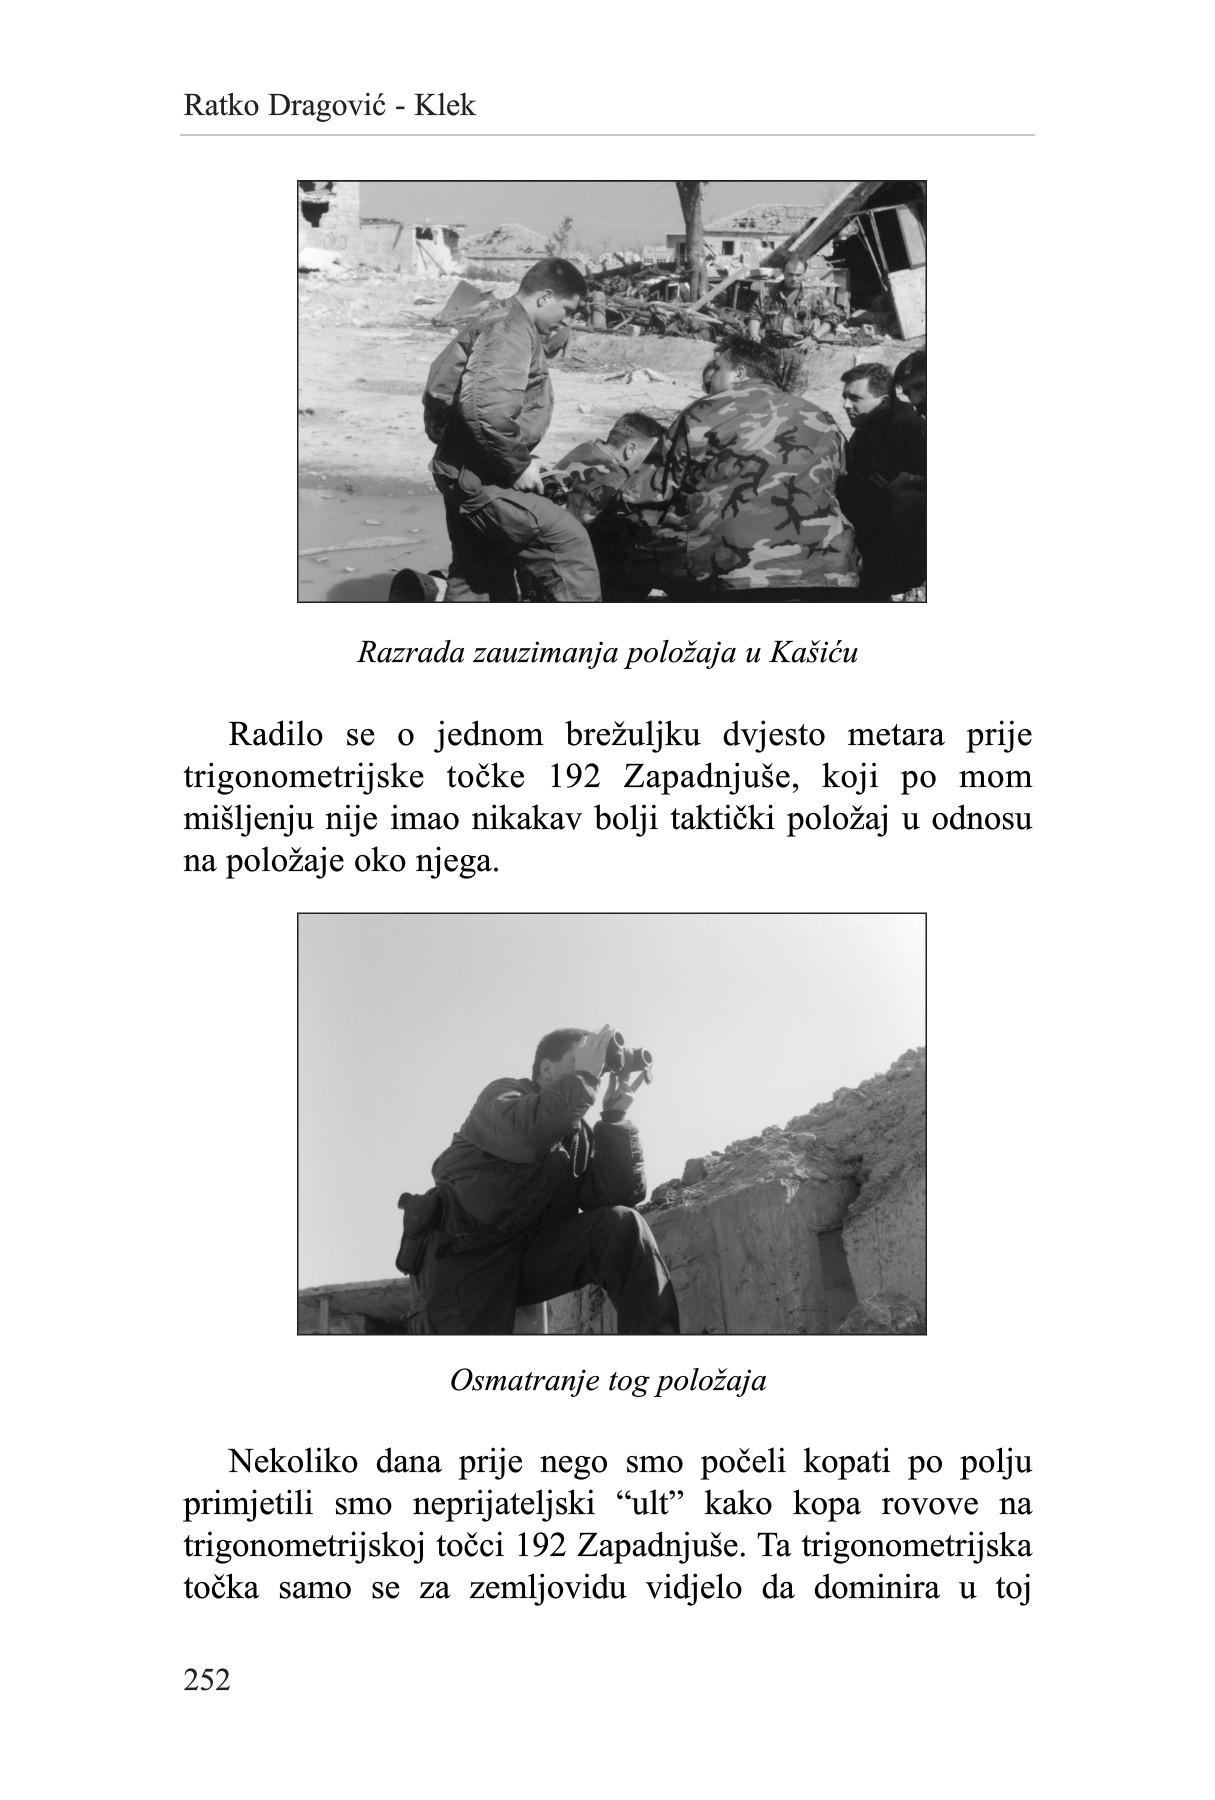 Ratko Dragović - Klek
Razrada zauzimanja položaja u Kašiću
Radilo se o jednom brežuljku dvjesto metara prije
trigonometrijske točke 192 Zapadnjuše, koji po mom
mišljenju nije imao nikakav bolji taktički položaj u odnosu
na položaje oko njega.
Osmatranje tog položaja
Nekoliko dana prije nego smo počeli kopati po polju
primjetili smo neprijateljski “ult” kako kopa rovove na
trigonometrijskoj točci 192 Zapadnjuše. Ta trigonometrijska
točka samo se za zemljovidu vidjelo da dominira u toj
252